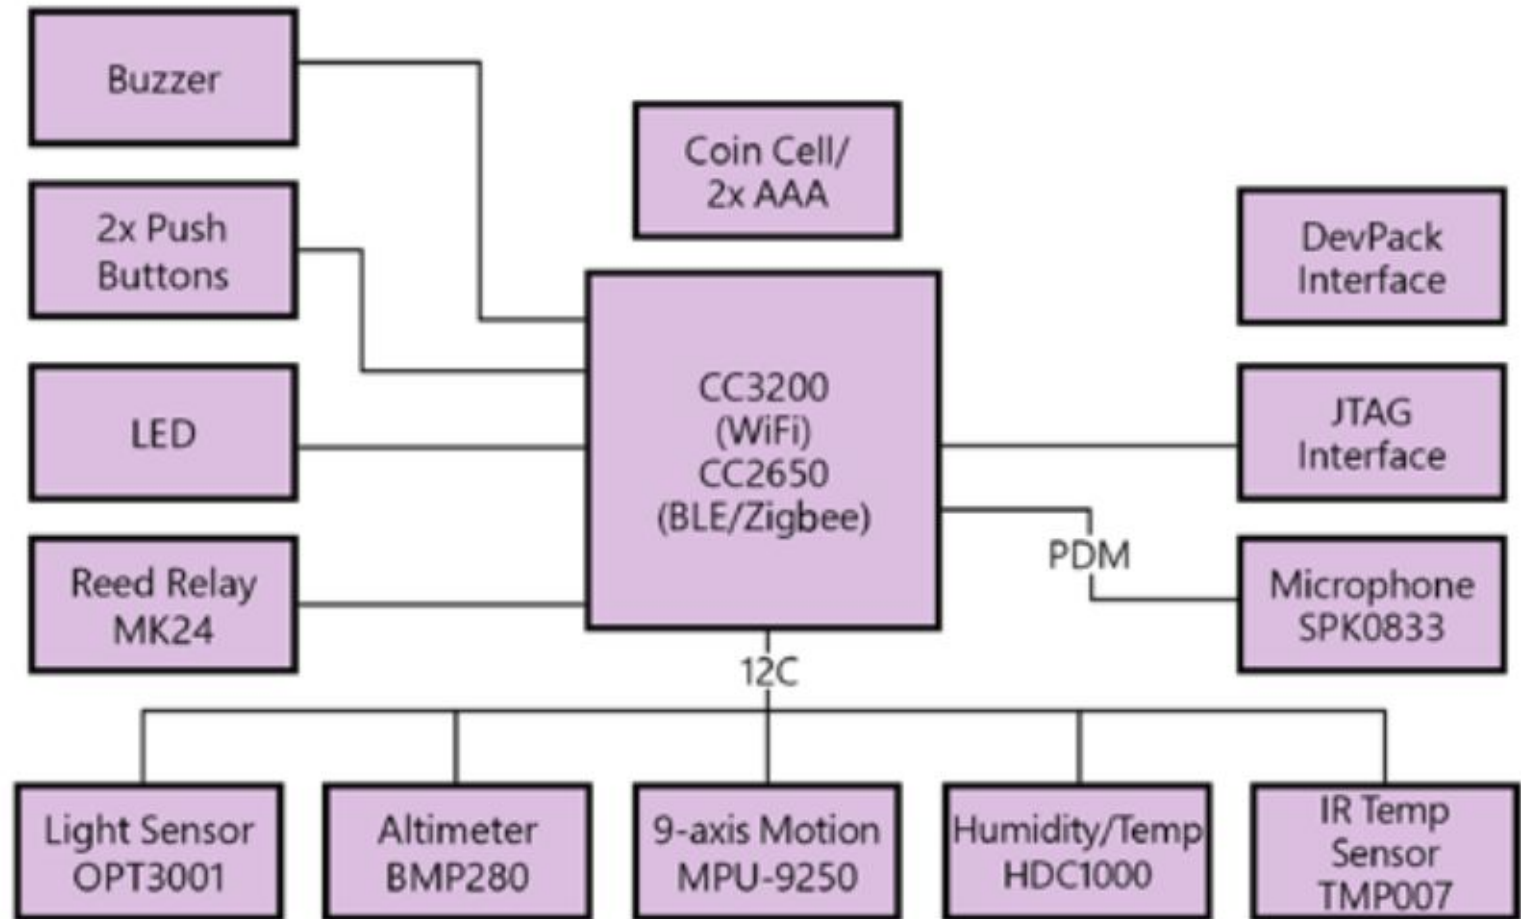 Buzzer
Coin Cell/
2x AAA
2x Push
Buttons
DevPack
Interface
LED
CC3200
(WiFi)
CC2650
(BLE/Zigbee)
JTAG
Interface
Reed Relay
MK24
PDM
Microphone
SPK0833
12C
Light Sensor
OPT3001
Altimeter
BMP280
9-axis Motion
MPU-9250
Humidity/Temp
HDC1000
IR Temp
Sensor
TMP007